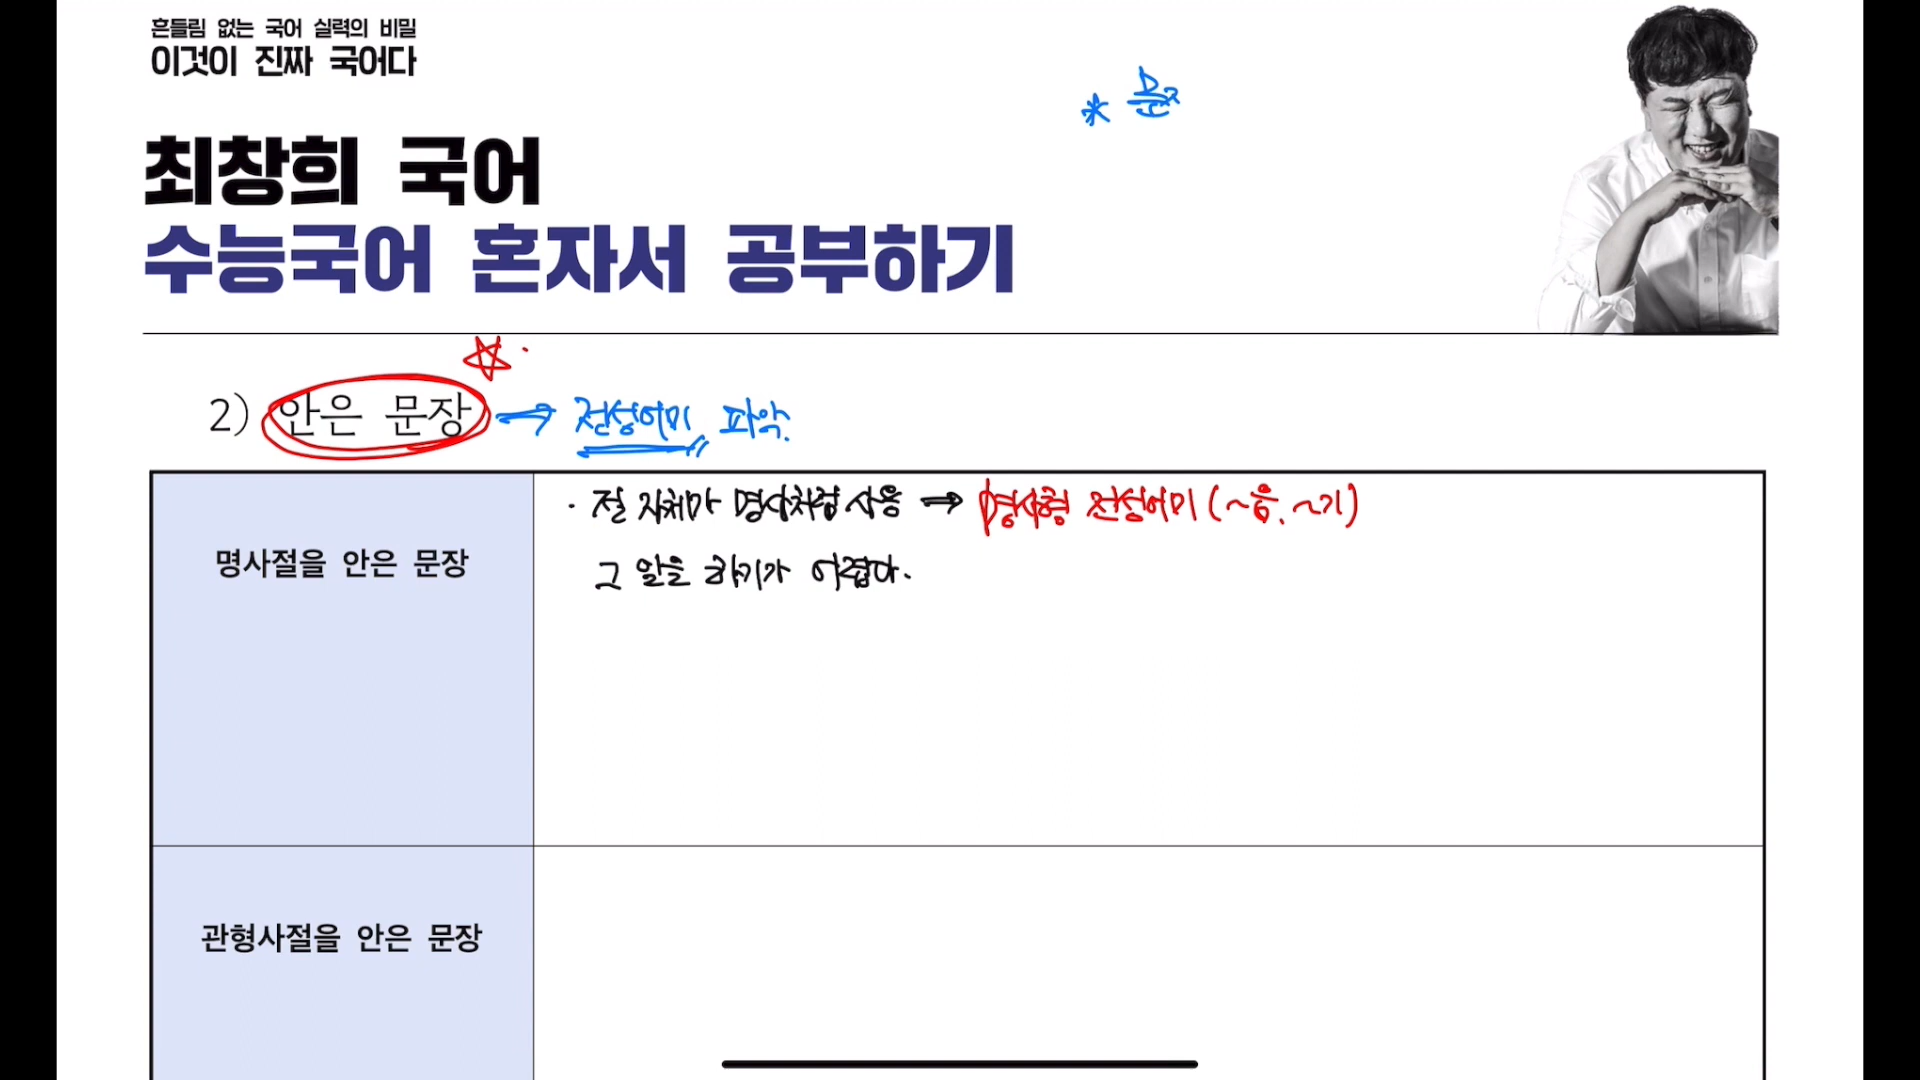 흔들림 없는 국어 실력의 비밀
이것이 진짜 국어다
* 문
최창희 국어
수능국어 혼자서 공부하기
2) 안은 문장 → 전성어미 파악.
명사절을 안은 문장
· 절 자체가 명사처럼 사용 → 명사형 전성어미 (~음, ~기)
그 일을 하기가 어렵다.
관형사절을 안은 문장